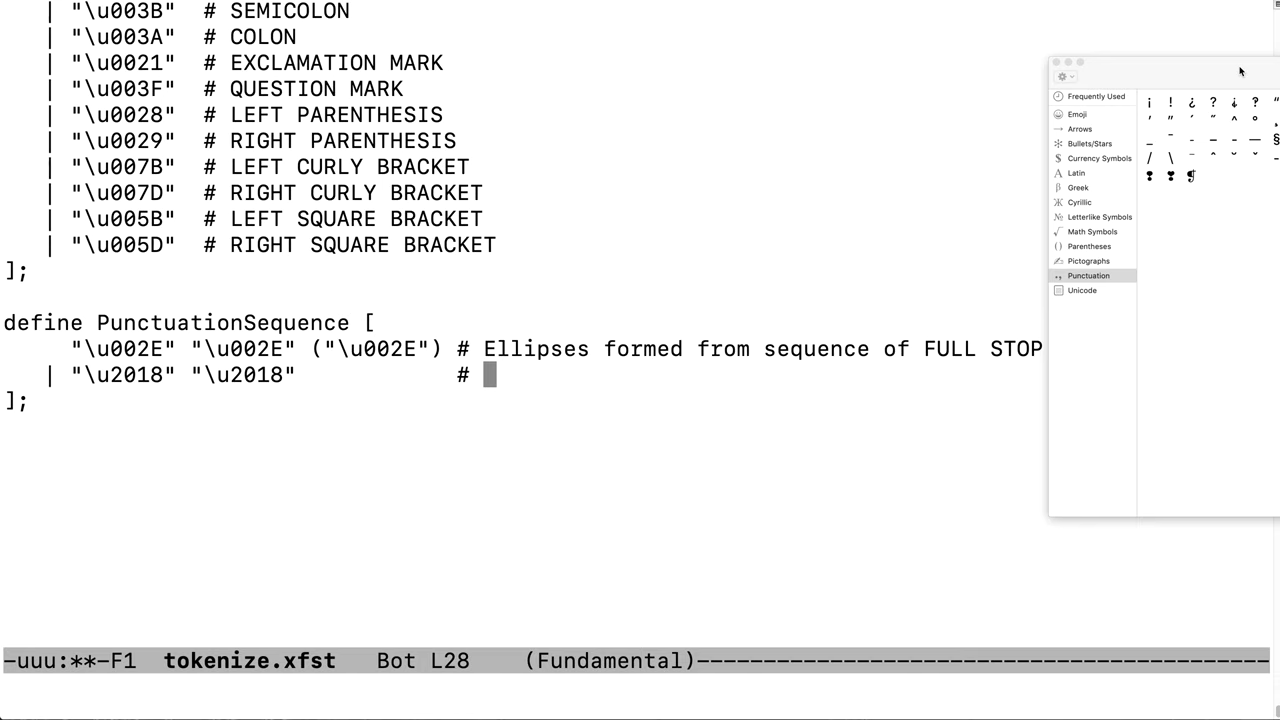 | "\u003B"  # SEMICOLON
| "\u003A"  # COLON
| "\u0021"  # EXCLAMATION MARK
| "\u003F"  # QUESTION MARK
| "\u0028"  # LEFT PARENTHESIS
| "\u0029"  # RIGHT PARENTHESIS
| "\u007B"  # LEFT CURLY BRACKET
| "\u007D"  # RIGHT CURLY BRACKET
| "\u005B"  # LEFT SQUARE BRACKET
| "\u005D"  # RIGHT SQUARE BRACKET
];
define PunctuationSequence [
"\u002E" "\u002E" ("\u002E") # Ellipses formed from sequence of FULL STOP
| "\u2018" "\u2018"            #
];
-uuu:**-F1  tokenize.xfst   Bot L28    (Fundamental)-------------------------------------------
Frequently Used
Emoji
Arrows
Bullets/Stars
Currency Symbols
Latin
Greek
Cyrillic
Letterlike Symbols
Math Symbols
Parentheses
Pictographs
Punctuation
Unicode